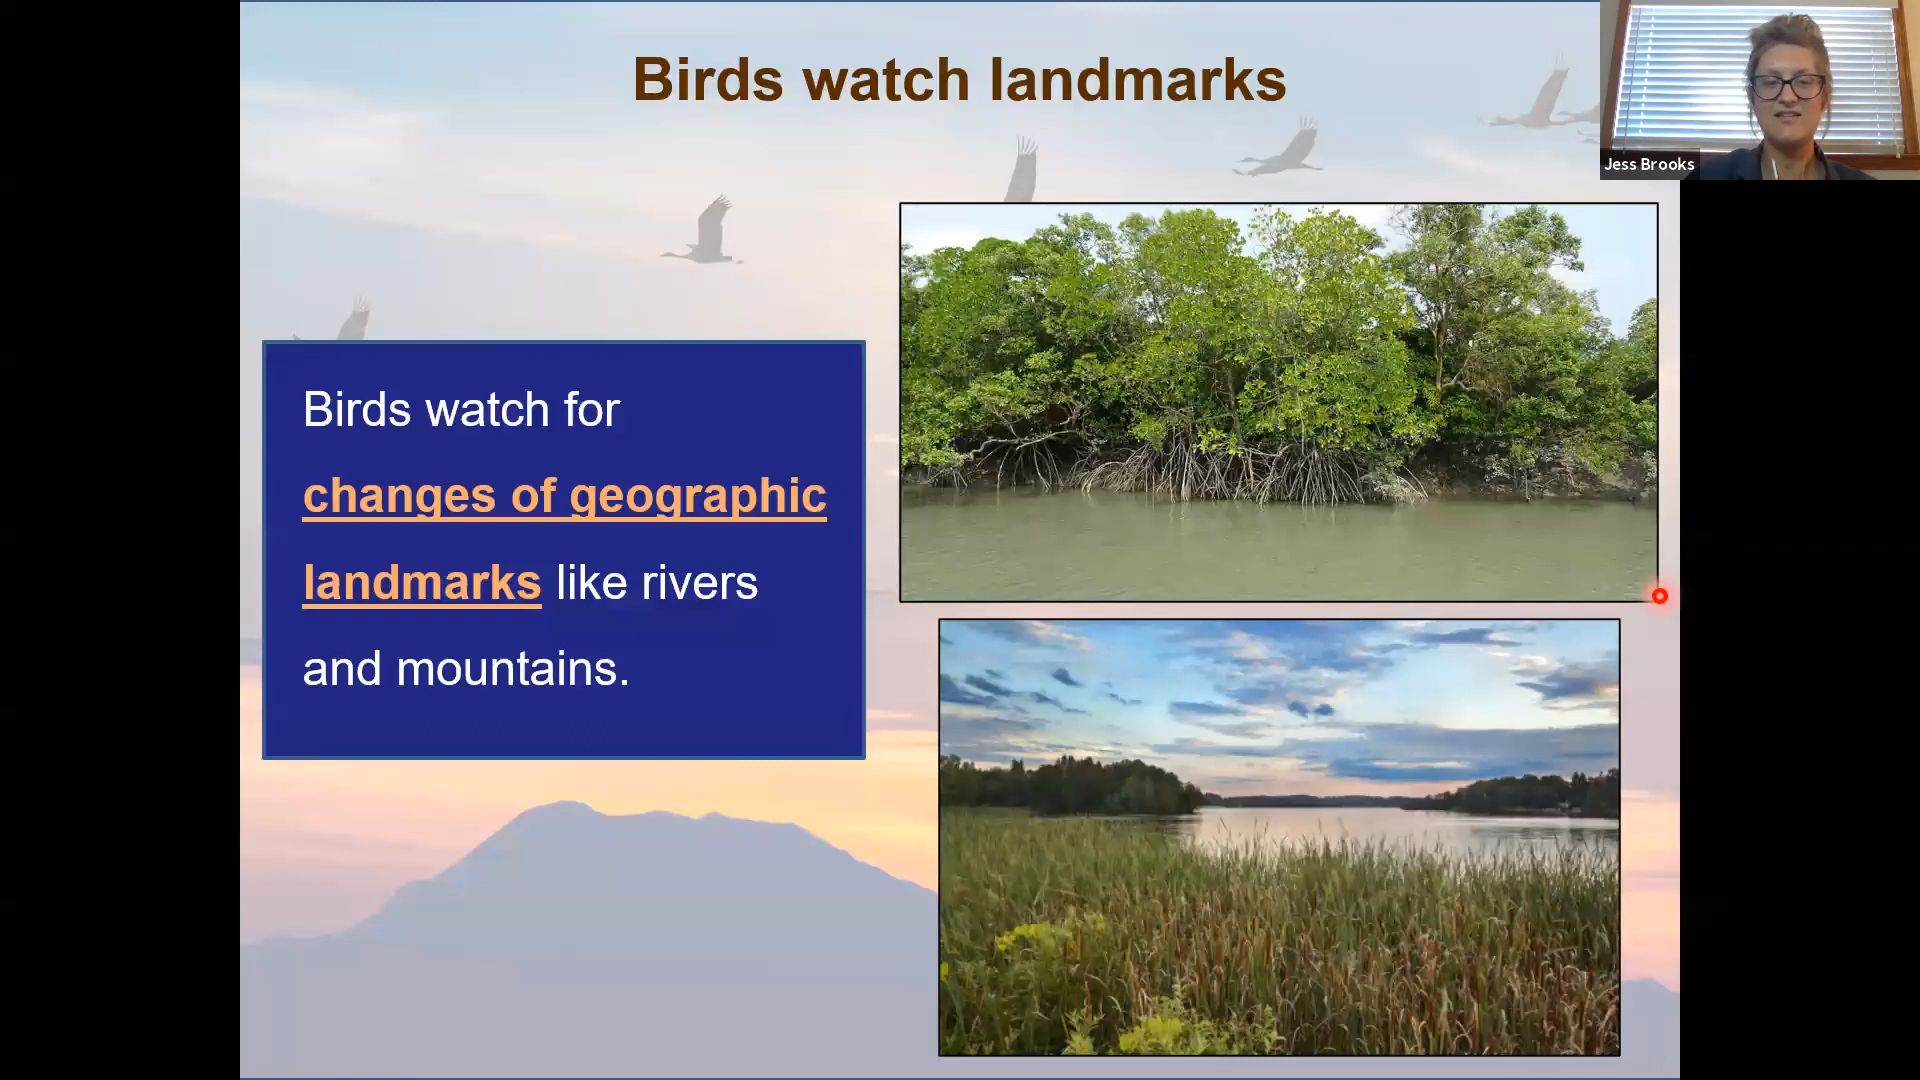 Birds watch landmarks
Jess Brooks
Birds watch for
changes of geographic
landmarks like rivers
and mountains.